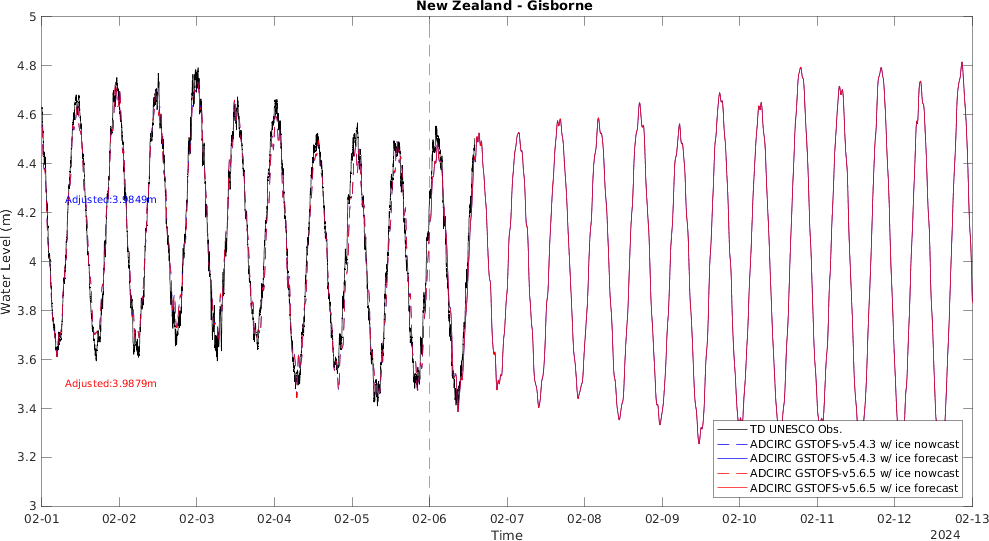 New Zealand - Gisborne
Water Level (m)
5
4.8
4.6
4.4
4.2
4
3.8
3.6
3.4
3.2
3
Adjusted:3.9849m
Adjusted:3.9879m
TD UNESCO Obs.
ADCIRC GSTOFS-v5.4.3 w/ ice nowcast
ADCIRC GSTOFS-v5.4.3 w/ ice forecast
ADCIRC GSTOFS-v5.6.5 w/ ice nowcast
ADCIRC GSTOFS-v5.6.5 w/ ice forecast
02-01 02-02 02-03 02-04 02-05 02-06 02-07 02-08 02-09 02-10 02-11 02-12 02-13
Time
2024